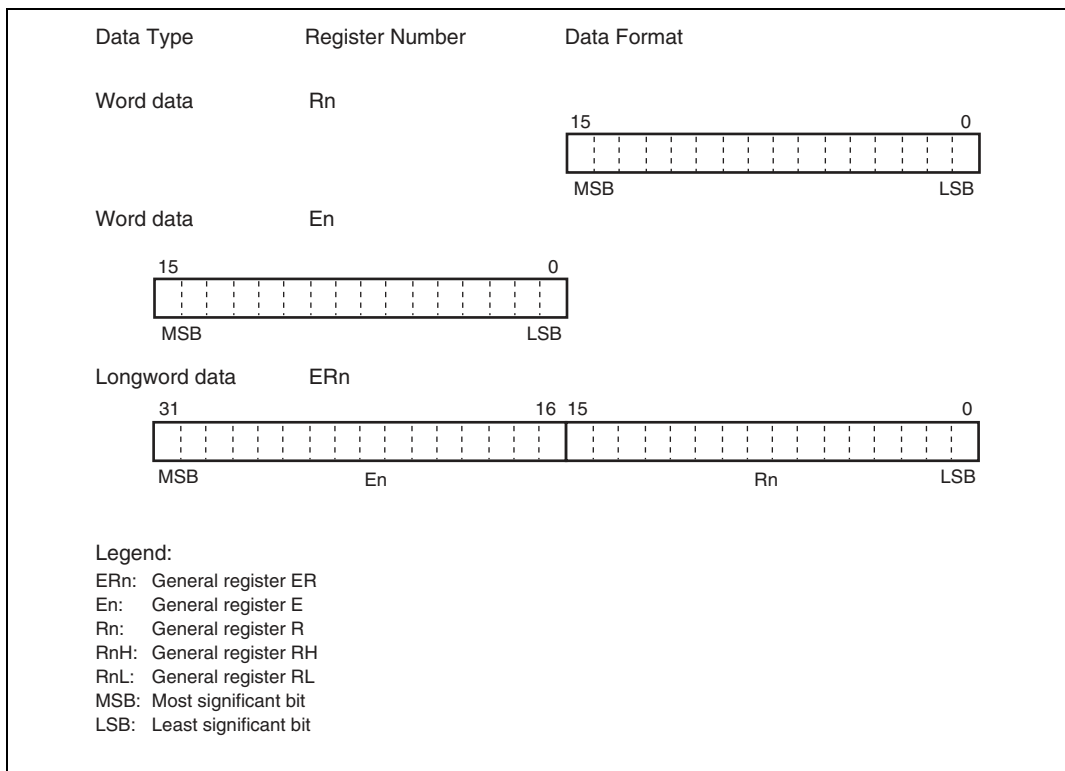 Data Type Register Number Data Format
Word data Rn
15 0
MSB LSB
Word data En
15 0
MSB LSB
Longword data ERn
31 16 15 0
MSB En Rn LSB
Legend:
ERn: General register ER
En: General register E
Rn: General register R
RnH: General register RH
RnL: General register RL
MSB: Most significant bit
LSB: Least significant bit